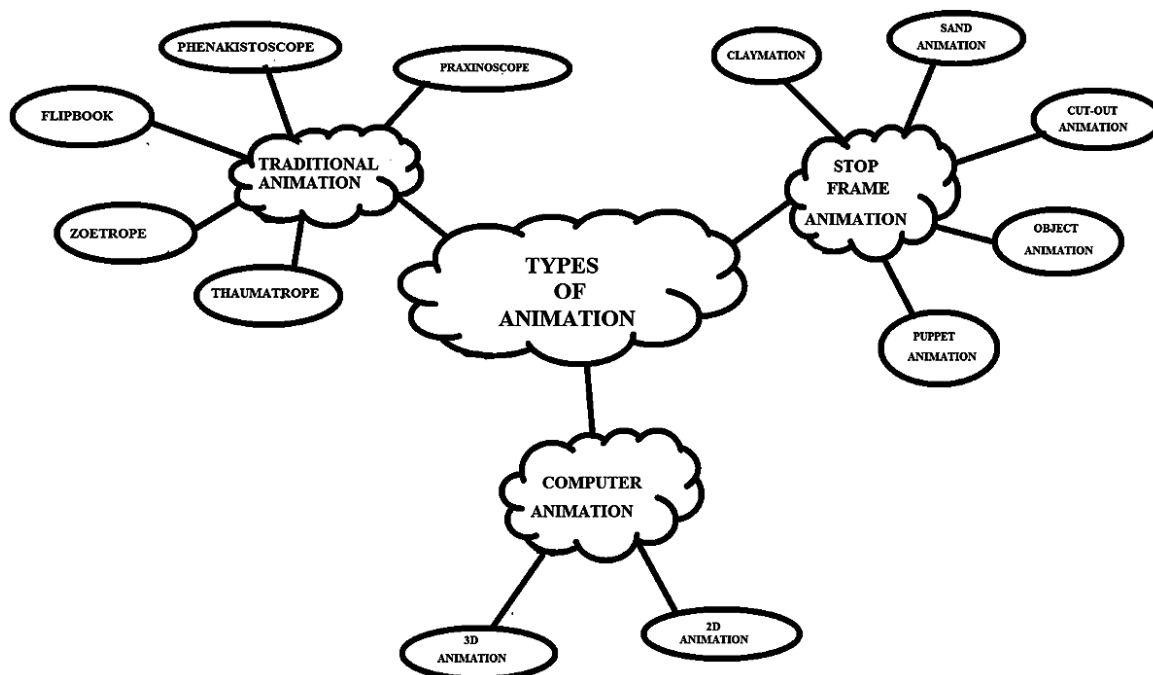 PHENAKISTOSCOPE
PRAXINOSCOPE
FLIPBOOK
TRADITIONAL
ANIMATION
ZOETROPE
THAUMATROPE
CLAYMATION
SAND
ANIMATION
CUT-OUT
ANIMATION
STOP
FRAME
ANIMATION
OBJECT
ANIMATION
PUPPET
ANIMATION
TYPES
OF
ANIMATION
COMPUTER
ANIMATION
3D
ANIMATION
2D
ANIMATION